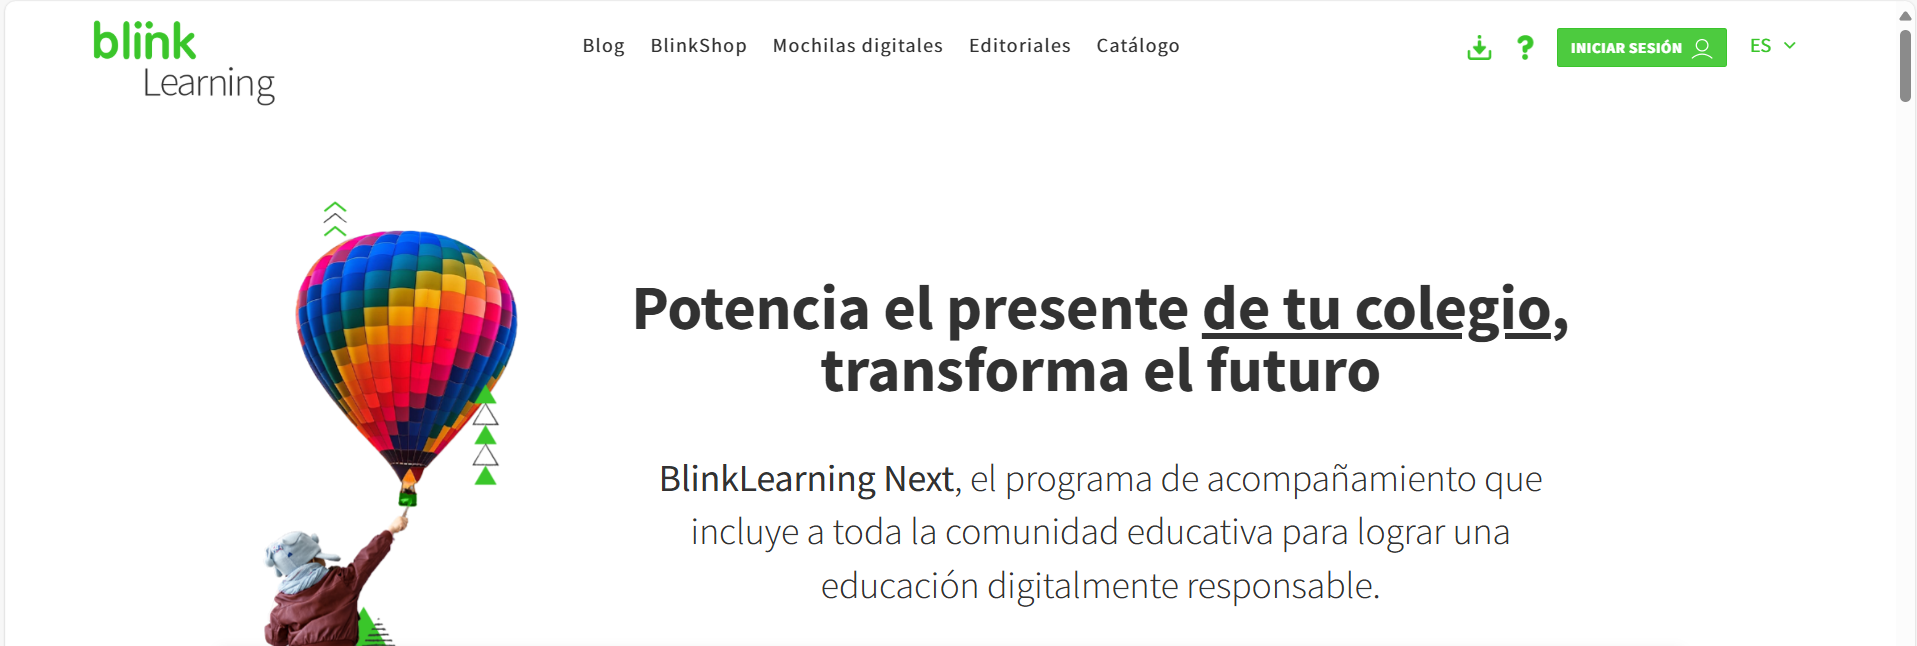 blink
Learning
Blog BlinkShop Mochilas digitales Editoriales Catálogo
? INICIAR SESIÓN ES
Potencia el presente de tu colegio,
transforma el futuro
BlinkLearning Next, el programa de acompañamiento que
incluye a toda la comunidad educativa para lograr una
educación digitalmente responsable.